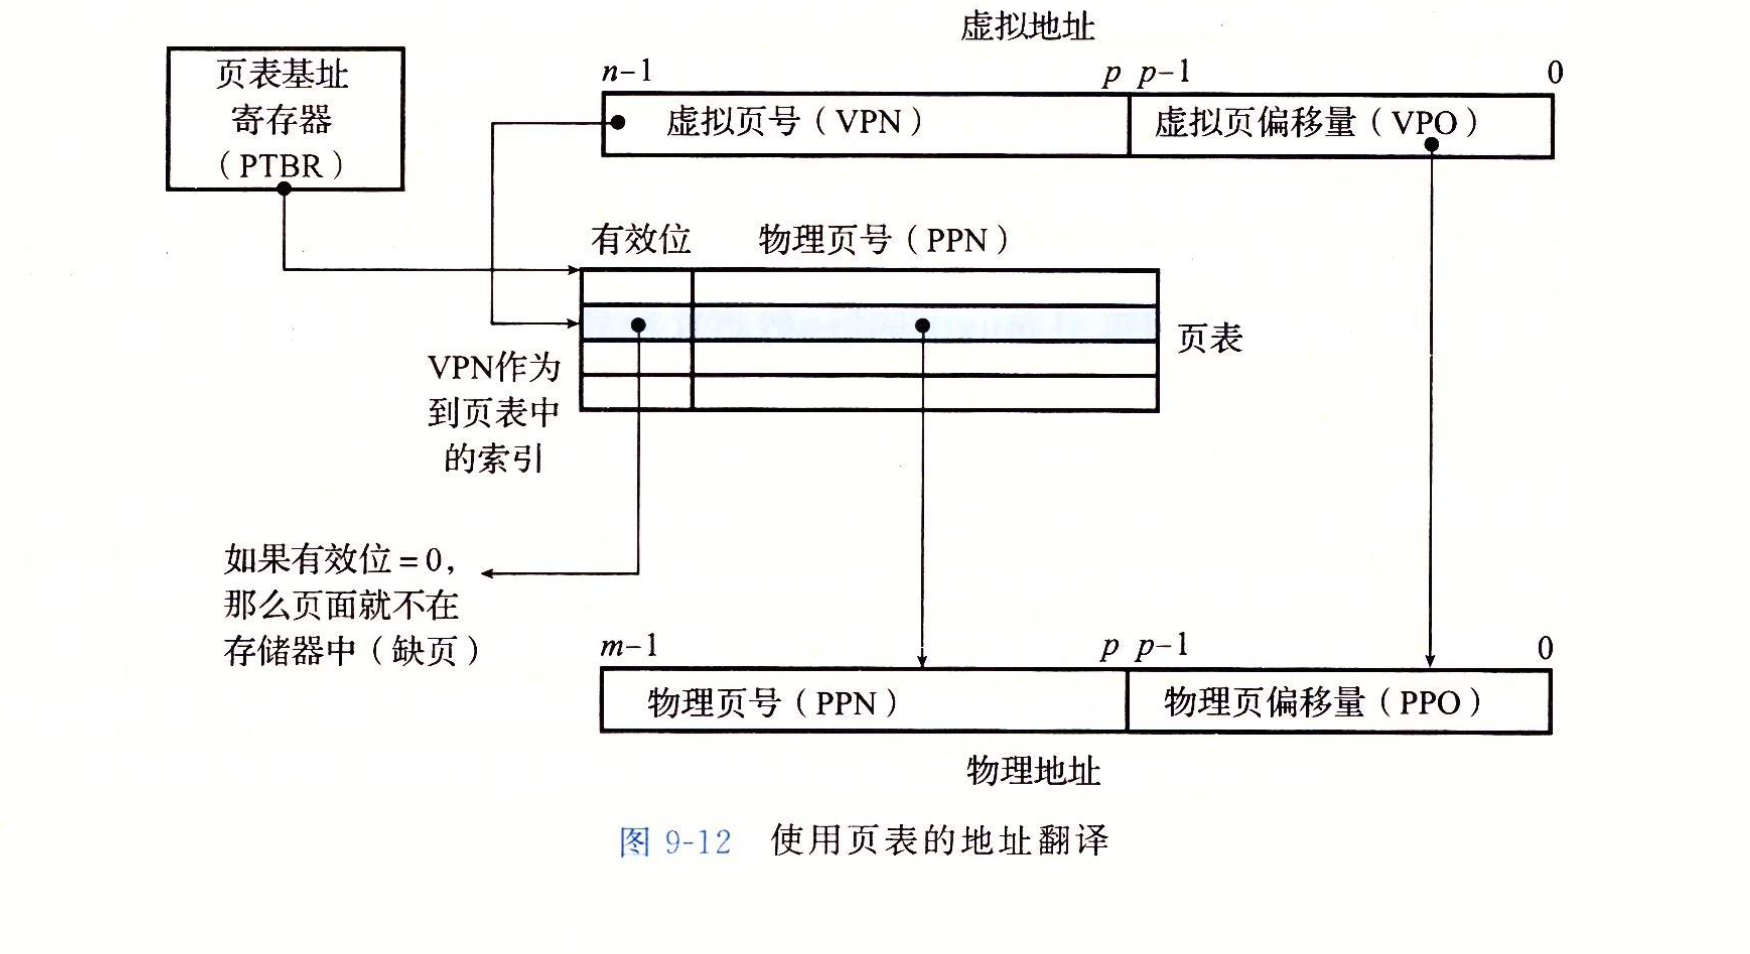 虚拟地址
页表基址
寄存器
（PTBR）
n-1
p p-1
0
虚拟页号（VPN）
虚拟页偏移量（VPO）
有效位
物理页号（PPN）
页表
VPN作为
到页表中
的索引
如果有效位=0，
那么页面就不在
存储器中（缺页）
m-1
p p-1
0
物理页号（PPN）
物理页偏移量（PPO）
物理地址
图 9-12 使用页表的地址翻译